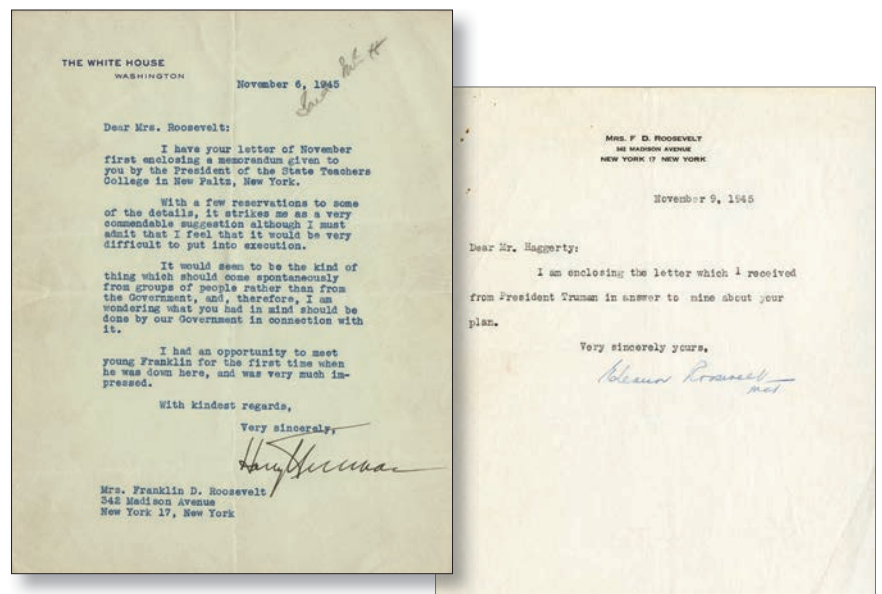 THE WHITE HOUSE
WASHINGTON
November 6, 1945
Dear Mrs. Roosevelt:
I have your letter of November
first enclosing a memorandum given to
you by the President of the State Teachers
College in New Paltz, New York.
With a few reservations to some
of the details, it strikes me as a very
commendable suggestion although I must
admit that I feel that it would be very
difficult to put into execution.
It would seem to be the kind of
thing which should come spontaneously
from groups of people rather than from
the Government, and, therefore, I am
wondering what you had in mind should be
done by our Government in connection with
it.
I had an opportunity to meet
young Franklin for the first time when
he was down here, and was very much im-
pressed.
With kindest regards,
Very sincerely,
Harry Truman
Mrs. Franklin D. Roosevelt
342 Madison Avenue
New York 17, New York
MRS. F D. ROOSEVELT
342 MADISON AVENUE
NEW YORK 17 NEW YORK
November 9, 1945
Dear Mr. Haggerty:
I am enclosing the letter which I received
from President Truman in answer to mine about your
plan.
Very sincerely yours,
Eleanor Roosevelt